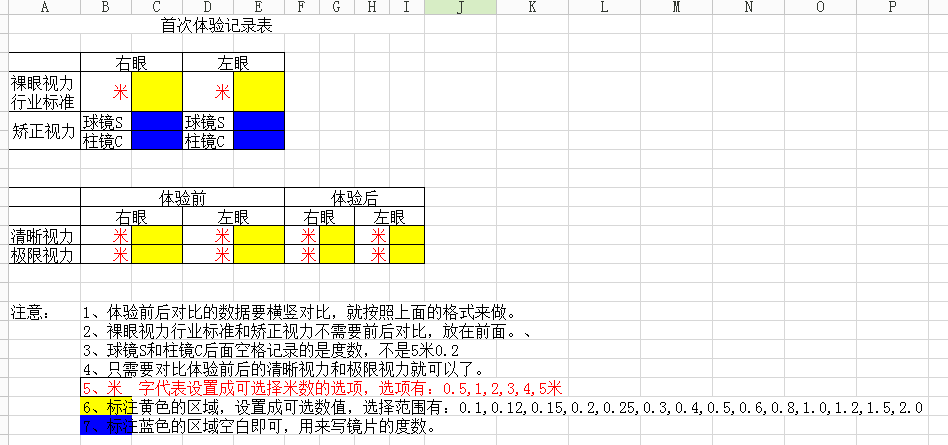 A B C D E F G H I J K L M N O P
首次体验记录表
右眼 左眼
裸眼视力
行业标准
米 米
矫正视力
球镜S 球镜S
柱镜C 柱镜C
体验前 体验后
右眼 左眼 右眼 左眼
清晰视力 米 米 米 米
极限视力 米 米 米 米
注意： 1、体验前后对比的数据要横竖对比，就按照上面的格式来做。
2、裸眼视力行业标准和矫正视力不需要前后对比，放在前面。、
3、球镜S和柱镜C后面空格记录的是度数，不是5米0.2
4、只需要对比体验前后的清晰视力和极限视力就可以了。
5、米、字代表设置成可选择米数的选项，选项有：0.5,1,2,3,4,5米
6、标注黄色的区域，设置成可选数值，选择范围有：0.1,0.12,0.15,0.2,0.25,0.3,0.4,0.5,0.6,0.8,1.0,1.2,1.5,2.0
7、标注蓝色的区域空白即可，用来写镜片的度数。